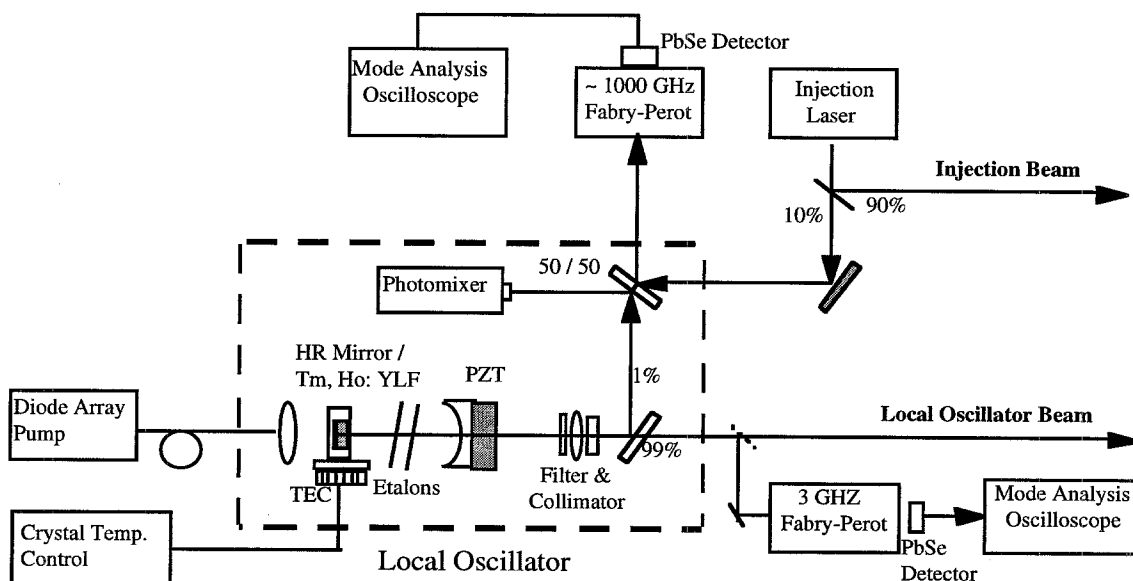 PbSe Detector
Mode Analysis
Oscilloscope
~ 1000 GHz
Fabry-Perot
Injection
Laser
Injection Beam
10%
90%
50 / 50
Photomixer
HR Mirror /
Tm, Ho: YLF
PZT
1%
Diode Array
Pump
Local Oscillator Beam
99%
TEC
Etalons
Filter &
Collimator
3 GHZ
Fabry-Perot
Mode Analysis
Oscilloscope
PbSe
Detector
Crystal Temp.
Control
Local Oscillator